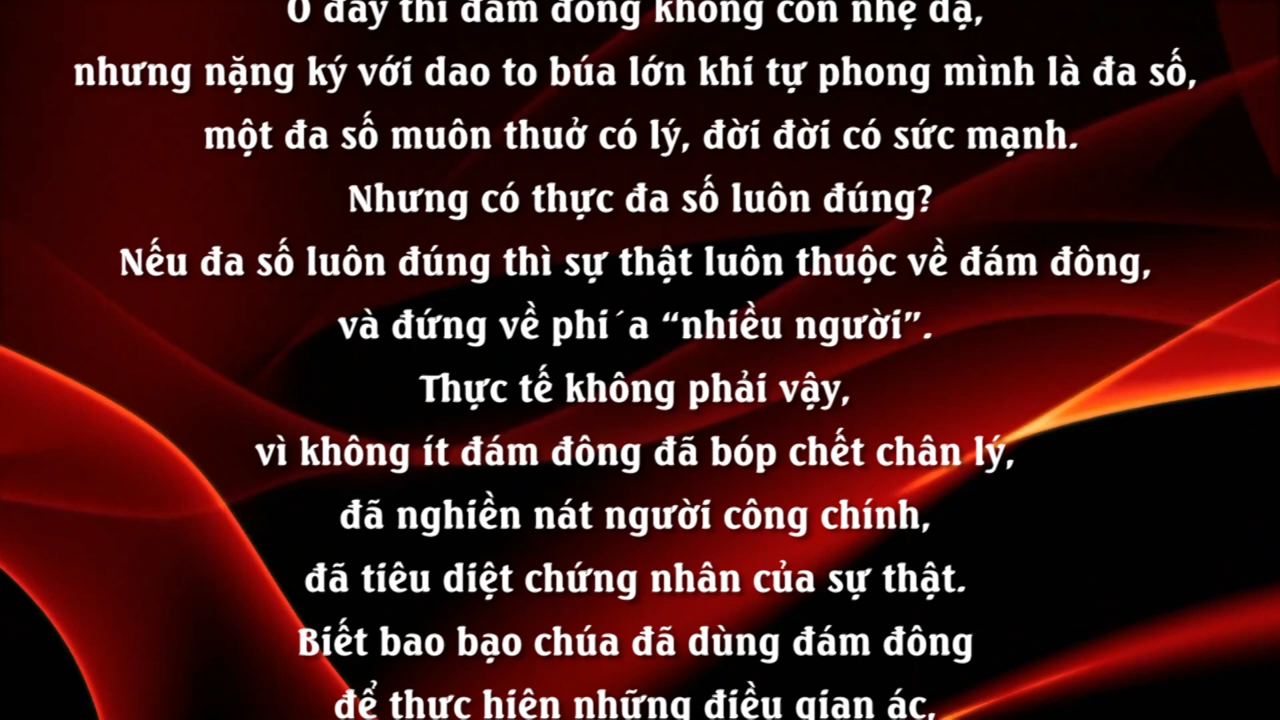 Ở đây thì đám đông không còn nhẹ dạ,
nhưng nặng ký với dao to búa lớn khi tự phong mình là đa số,
một đa số muôn thuở có lý, đời đời có sức mạnh.
Nhưng có thực đa số luôn đúng?
Nếu đa số luôn đúng thì sự thật luôn thuộc về đám đông,
và đứng về phi´a “nhiều người”.
Thực tế không phải vậy,
vì không ít đám đông đã bóp chết chân lý,
đã nghiền nát người công chính,
đã tiêu diệt chứng nhân của sự thật.
Biết bao bạo chúa đã dùng đám đông
để thực hiện những điều gian ác,